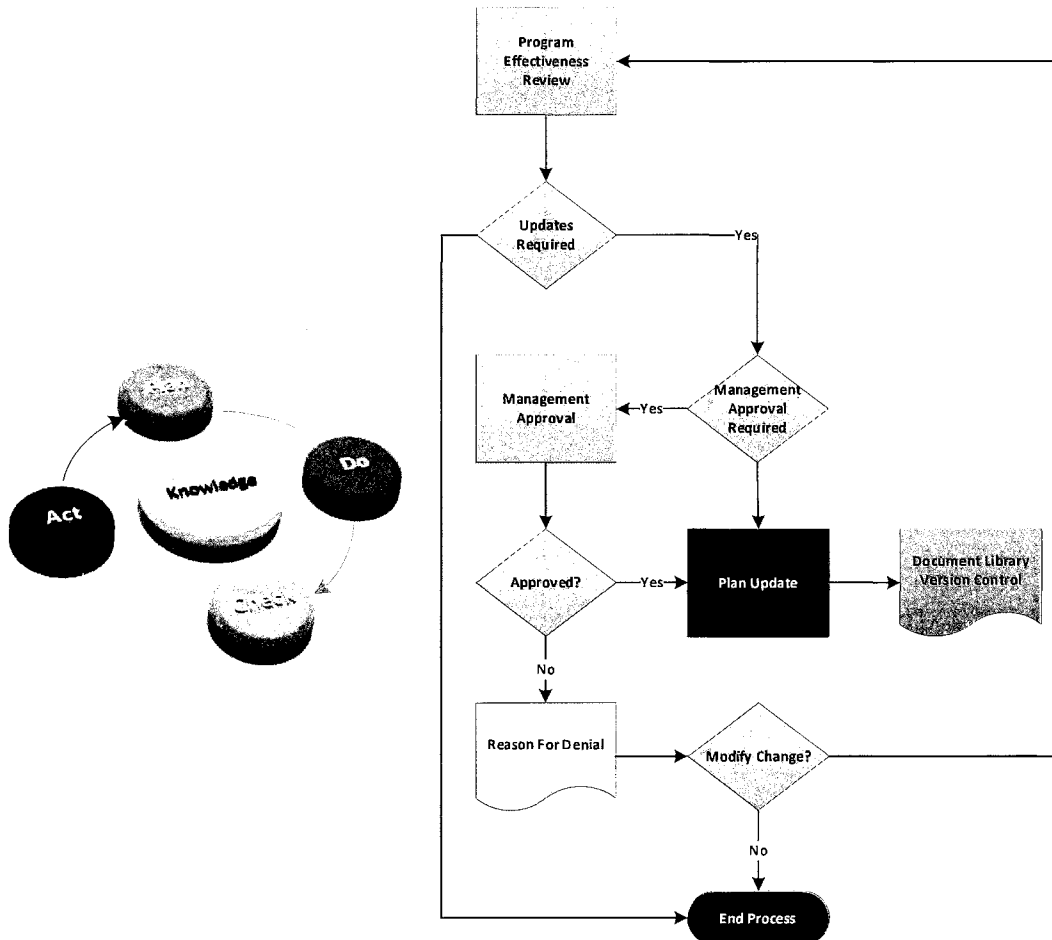 Program
Effectiveness
Review
Updates
Required
Yes
Management
Approval
Yes
Management
Approval
Required
Do
Knowledge
Act
Check
Approved?
Yes
Plan Update
Document Library
Version Control
No
Reason For Denial
Modify Change?
No
End Process